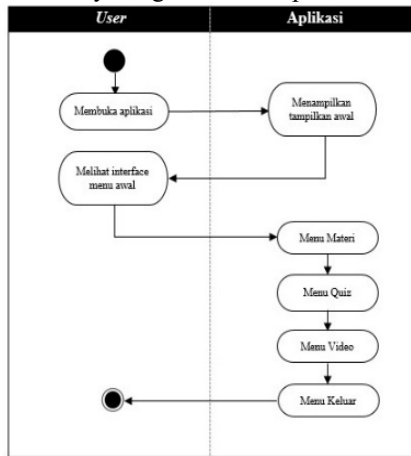 User
Aplikasi
Membuka aplikasi
Menampilkan
tampilkan awal
Melihat interface
menu awal
Menu Materi
Menu Quiz
Menu Video
Menu Keluar